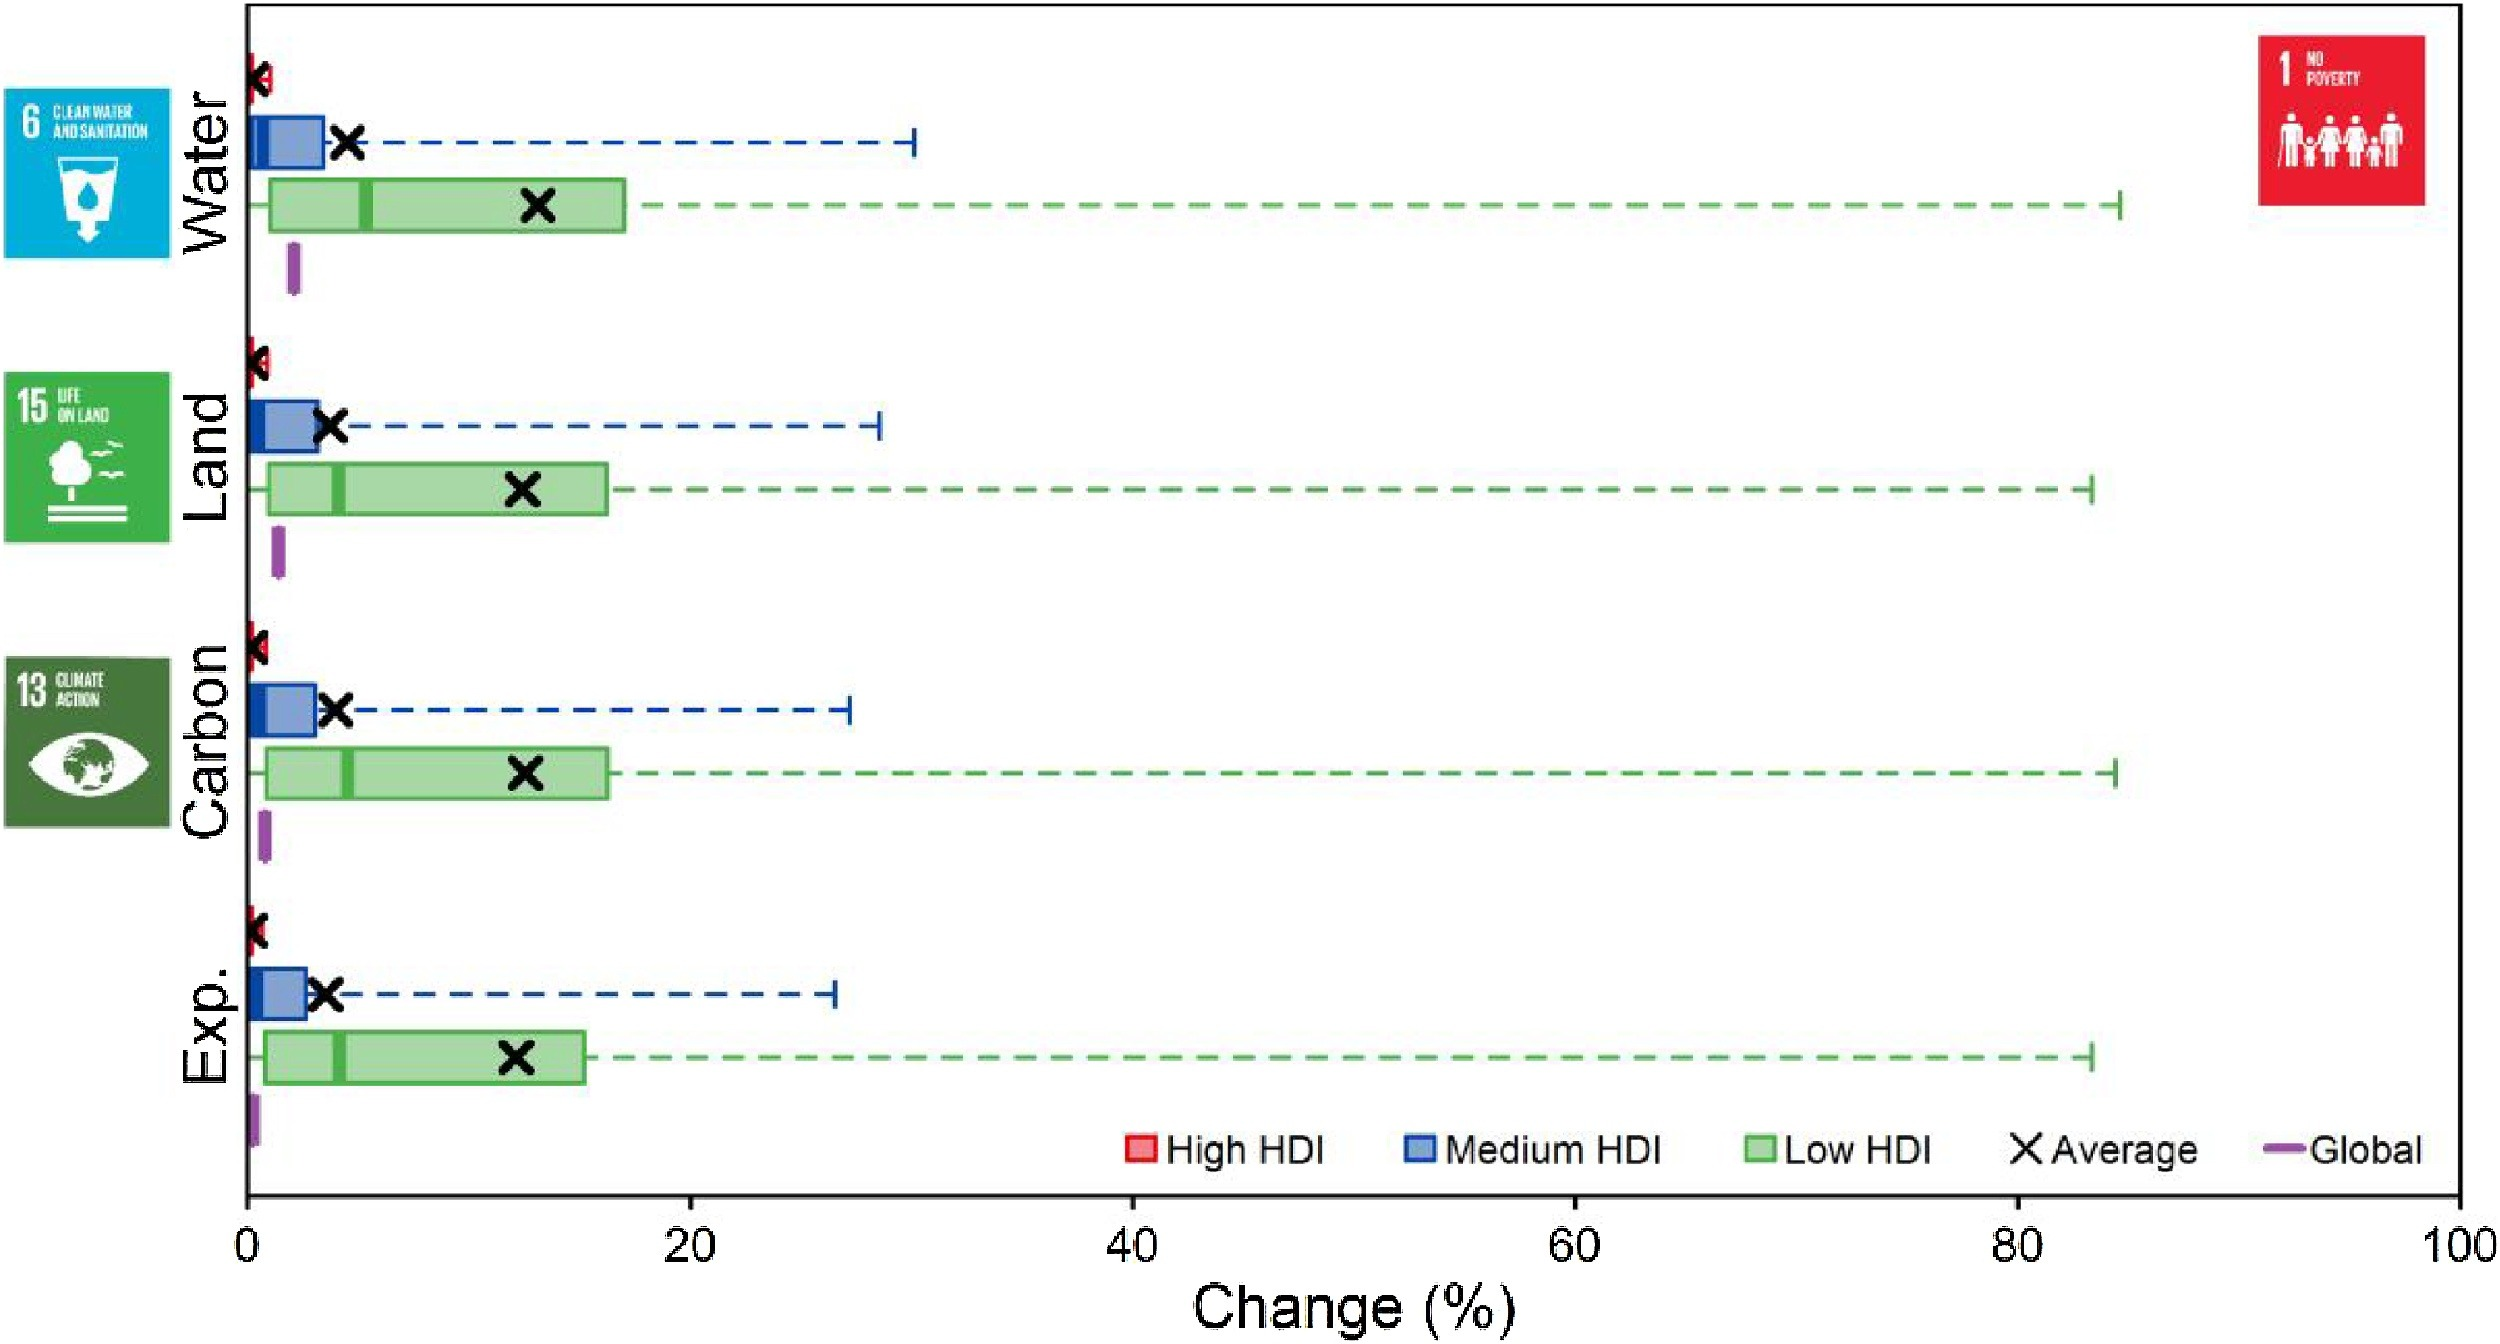 1 NO
POVERTY
6 CLEAN WATER
AND SANITATION
Water
15 LIFE
ON LAND
Land
13 CLIMATE
ACTION
Carbon
Exp.
High HDI Medium HDI Low HDI Average Global
0 20 40 60 80 100
Change (%)